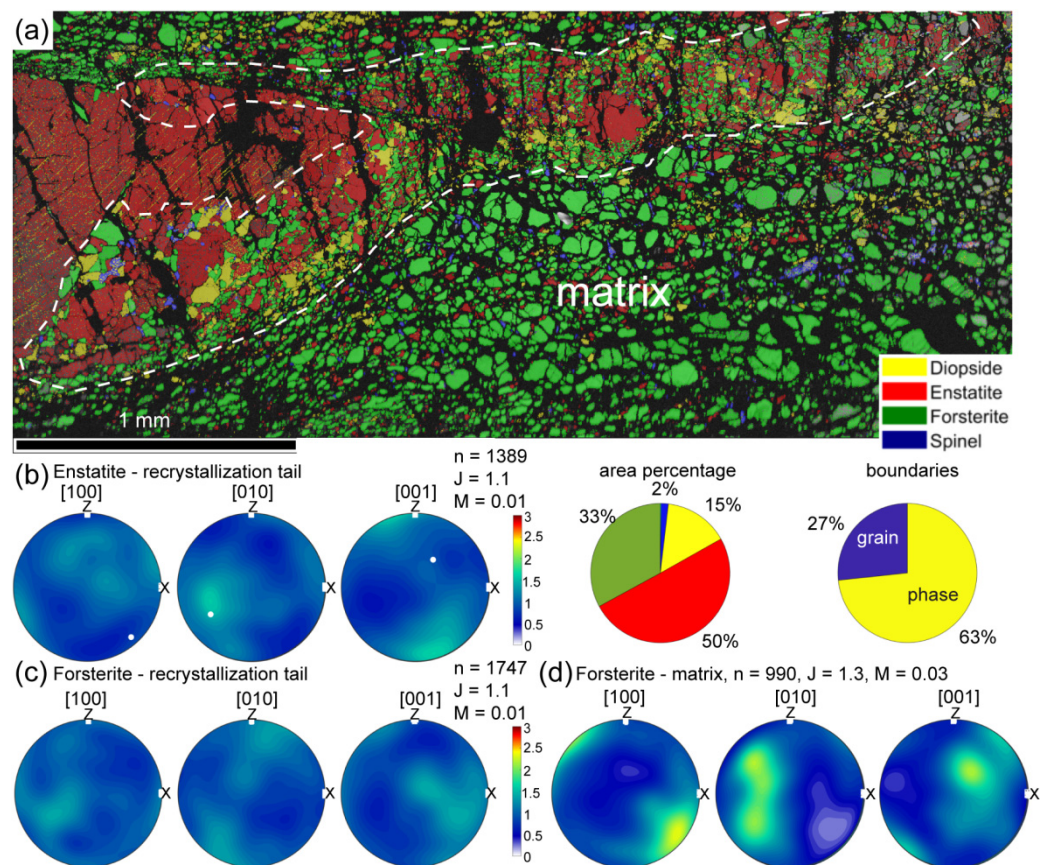 (a)
matrix
1 mm
Diopside
Enstatite
Forsterite
Spinel
(b) Enstatite - recrystallization tail
n = 1389
J = 1.1
M = 0.01
[100] [010] [001]
Z Z Z
X X X
3
2.5
2
1.5
1
0.5
0
area percentage
2%
15%
33%
50%
boundaries
27%
grain
phase
63%
(c) Forsterite - recrystallization tail
n = 1747
J = 1.1
M = 0.01
[100] [010] [001]
Z Z Z
X X X
3
2.5
2
1.5
1
0.5
0
(d) Forsterite - matrix, n = 990, J = 1.3, M = 0.03
[100] [010] [001]
Z Z Z
X X X